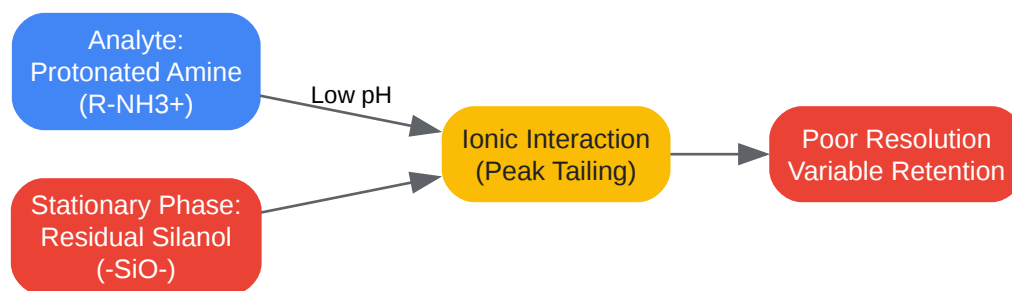 Analyte:
Protonated Amine
(R-NH3+)
Low pH
Stationary Phase:
Residual Silanol
(-SiO-)
Ionic Interaction
(Peak Tailing)
Poor Resolution
Variable Retention